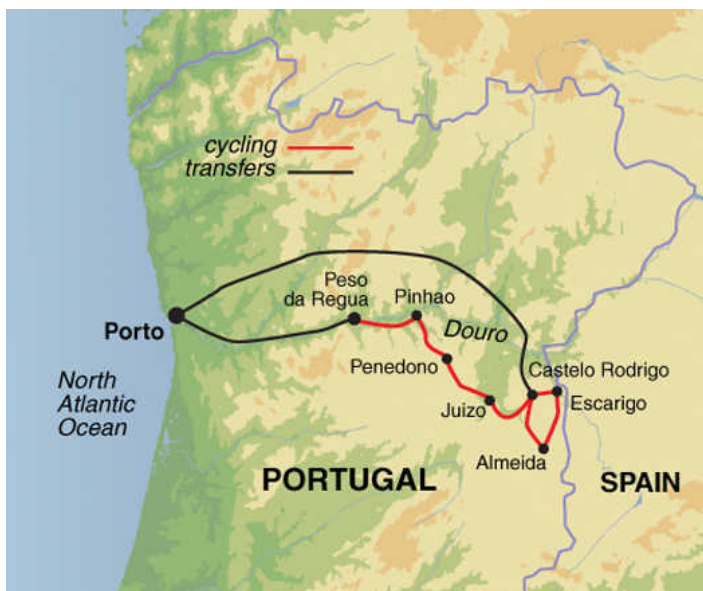 cycling
transfers
Peso
da Regua
Pinhao
Porto
Douro
Penedono
Castelo Rodrigo
North
Atlantic
Ocean
Juizo
Escarigo
Almeida
PORTUGAL
SPAIN